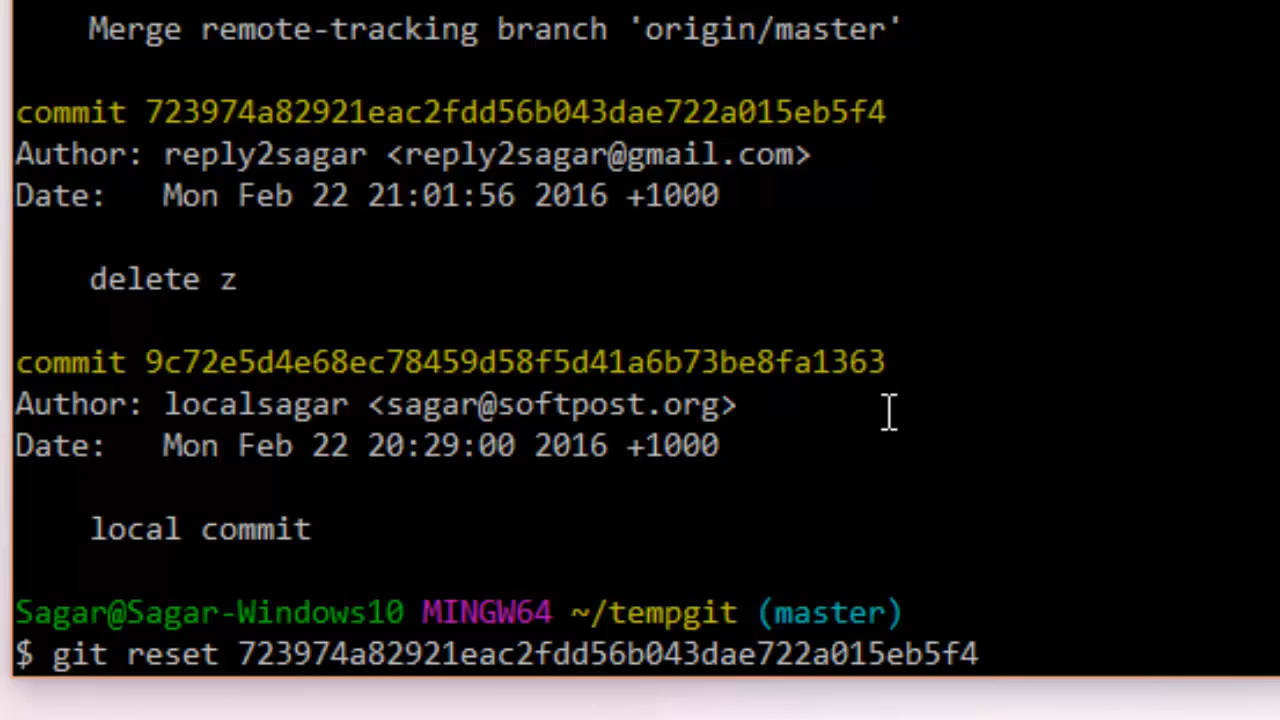 Merge remote-tracking branch 'origin/master'
commit 723974a82921eac2fdd56b043dae722a015eb5f4
Author: reply2sagar <reply2sagar@gmail.com>
Date:   Mon Feb 22 21:01:56 2016 +1000
delete z
commit 9c72e5d4e68ec78459d58f5d41a6b73be8fa1363
Author: localsagar <sagar@softpost.org>
Date:   Mon Feb 22 20:29:00 2016 +1000
local commit
Sagar@Sagar-Windows10 MINGW64 ~/tempgit (master)
$ git reset 723974a82921eac2fdd56b043dae722a015eb5f4